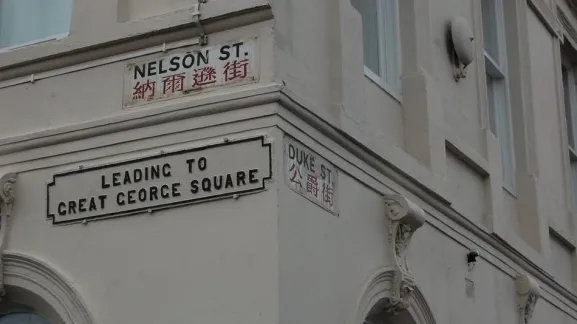 NELSON ST.
納爾遜街
LEADING TO
GREAT GEORGE SQUARE
DUKE ST.
公爵街